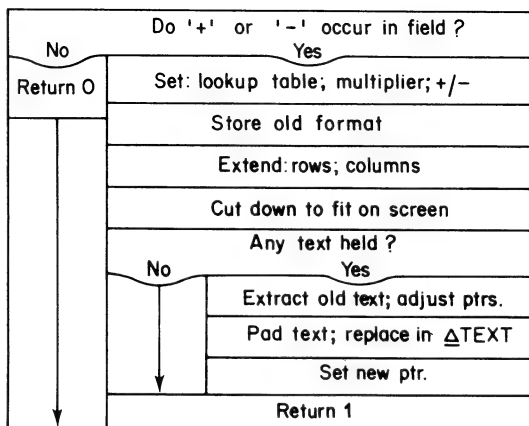 Do '+' or '-' occur in field ?
No Yes
Return 0
Set: lookup table; multiplier; +/-
Store old format
Extend: rows; columns
Cut down to fit on screen
Any text held ?
No Yes
Extract old text; adjust ptrs.
Pad text; replace in ∆̲TEXT
Set new ptr.
Return 1